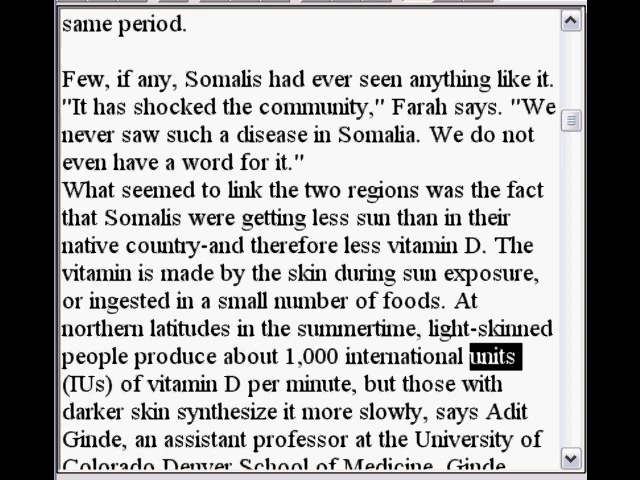 same period.
Few, if any, Somalis had ever seen anything like it.
"It has shocked the community," Farah says. "We
never saw such a disease in Somalia. We do not
even have a word for it."
What seemed to link the two regions was the fact
that Somalis were getting less sun than in their
native country-and therefore less vitamin D. The
vitamin is made by the skin during sun exposure,
or ingested in a small number of foods. At
northern latitudes in the summertime, light-skinned
people produce about 1,000 international units
(IUs) of vitamin D per minute, but those with
darker skin synthesize it more slowly, says Adit
Ginde, an assistant professor at the University of
Colorado Denver School of Medicine. Ginde